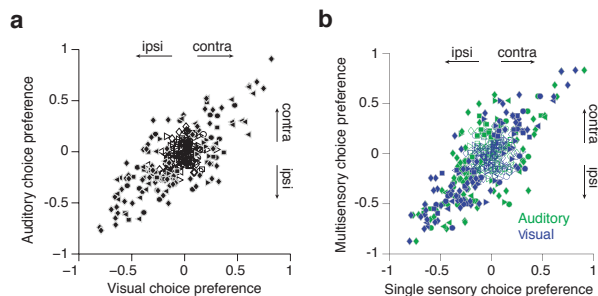 a
b
ipsi contra
ipsi contra
Auditory choice preference
Multisensory choice preference
1
0.5
0
-0.5
-1
contra
ipsi
1
0.5
0
-0.5
-1
contra
ipsi
Auditory
Visual
−1 −0.5 0 0.5 1
−1 −0.5 0 0.5 1
Visual choice preference
Single sensory choice preference